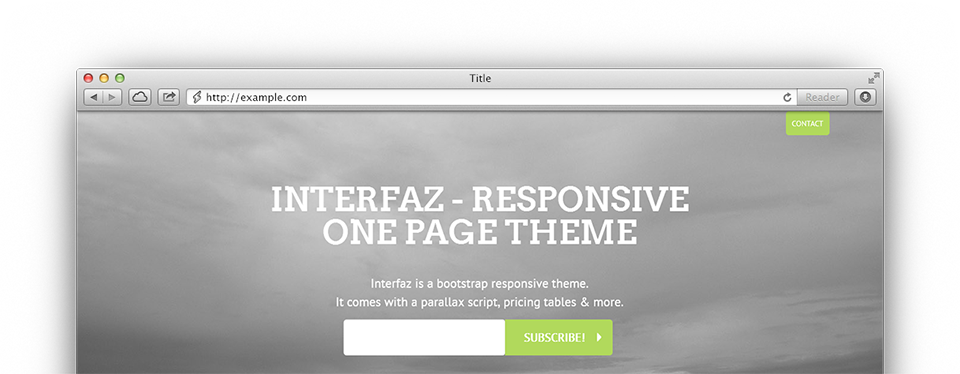 Title
http://example.com
Reader
CONTACT
INTERFAZ - RESPONSIVE
ONE PAGE THEME
Interfaz is a bootstrap responsive theme.
It comes with a parallax script, pricing tables & more.
SUBSCRIBE!